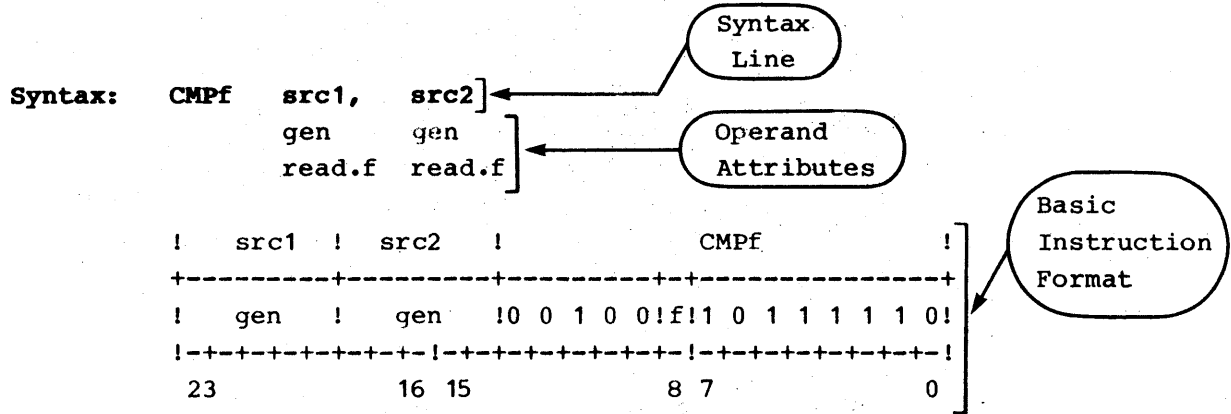 Syntax
Line
Syntax: CMPf src1, src2
gen gen
read.f read.f
Operand
Attributes
Basic
Instruction
Format
! src1 ! src2 ! CMPf !
+---------+---------+---------+-+---------------+
! gen ! gen !0 0 1 0 0!f!1 0 1 1 1 1 1 0!
!-+-+-+-+-+-+-+-!-+-+-+-+-+-+-+-!-+-+-+-+-+-+-+-!
23 16 15 8 7 0